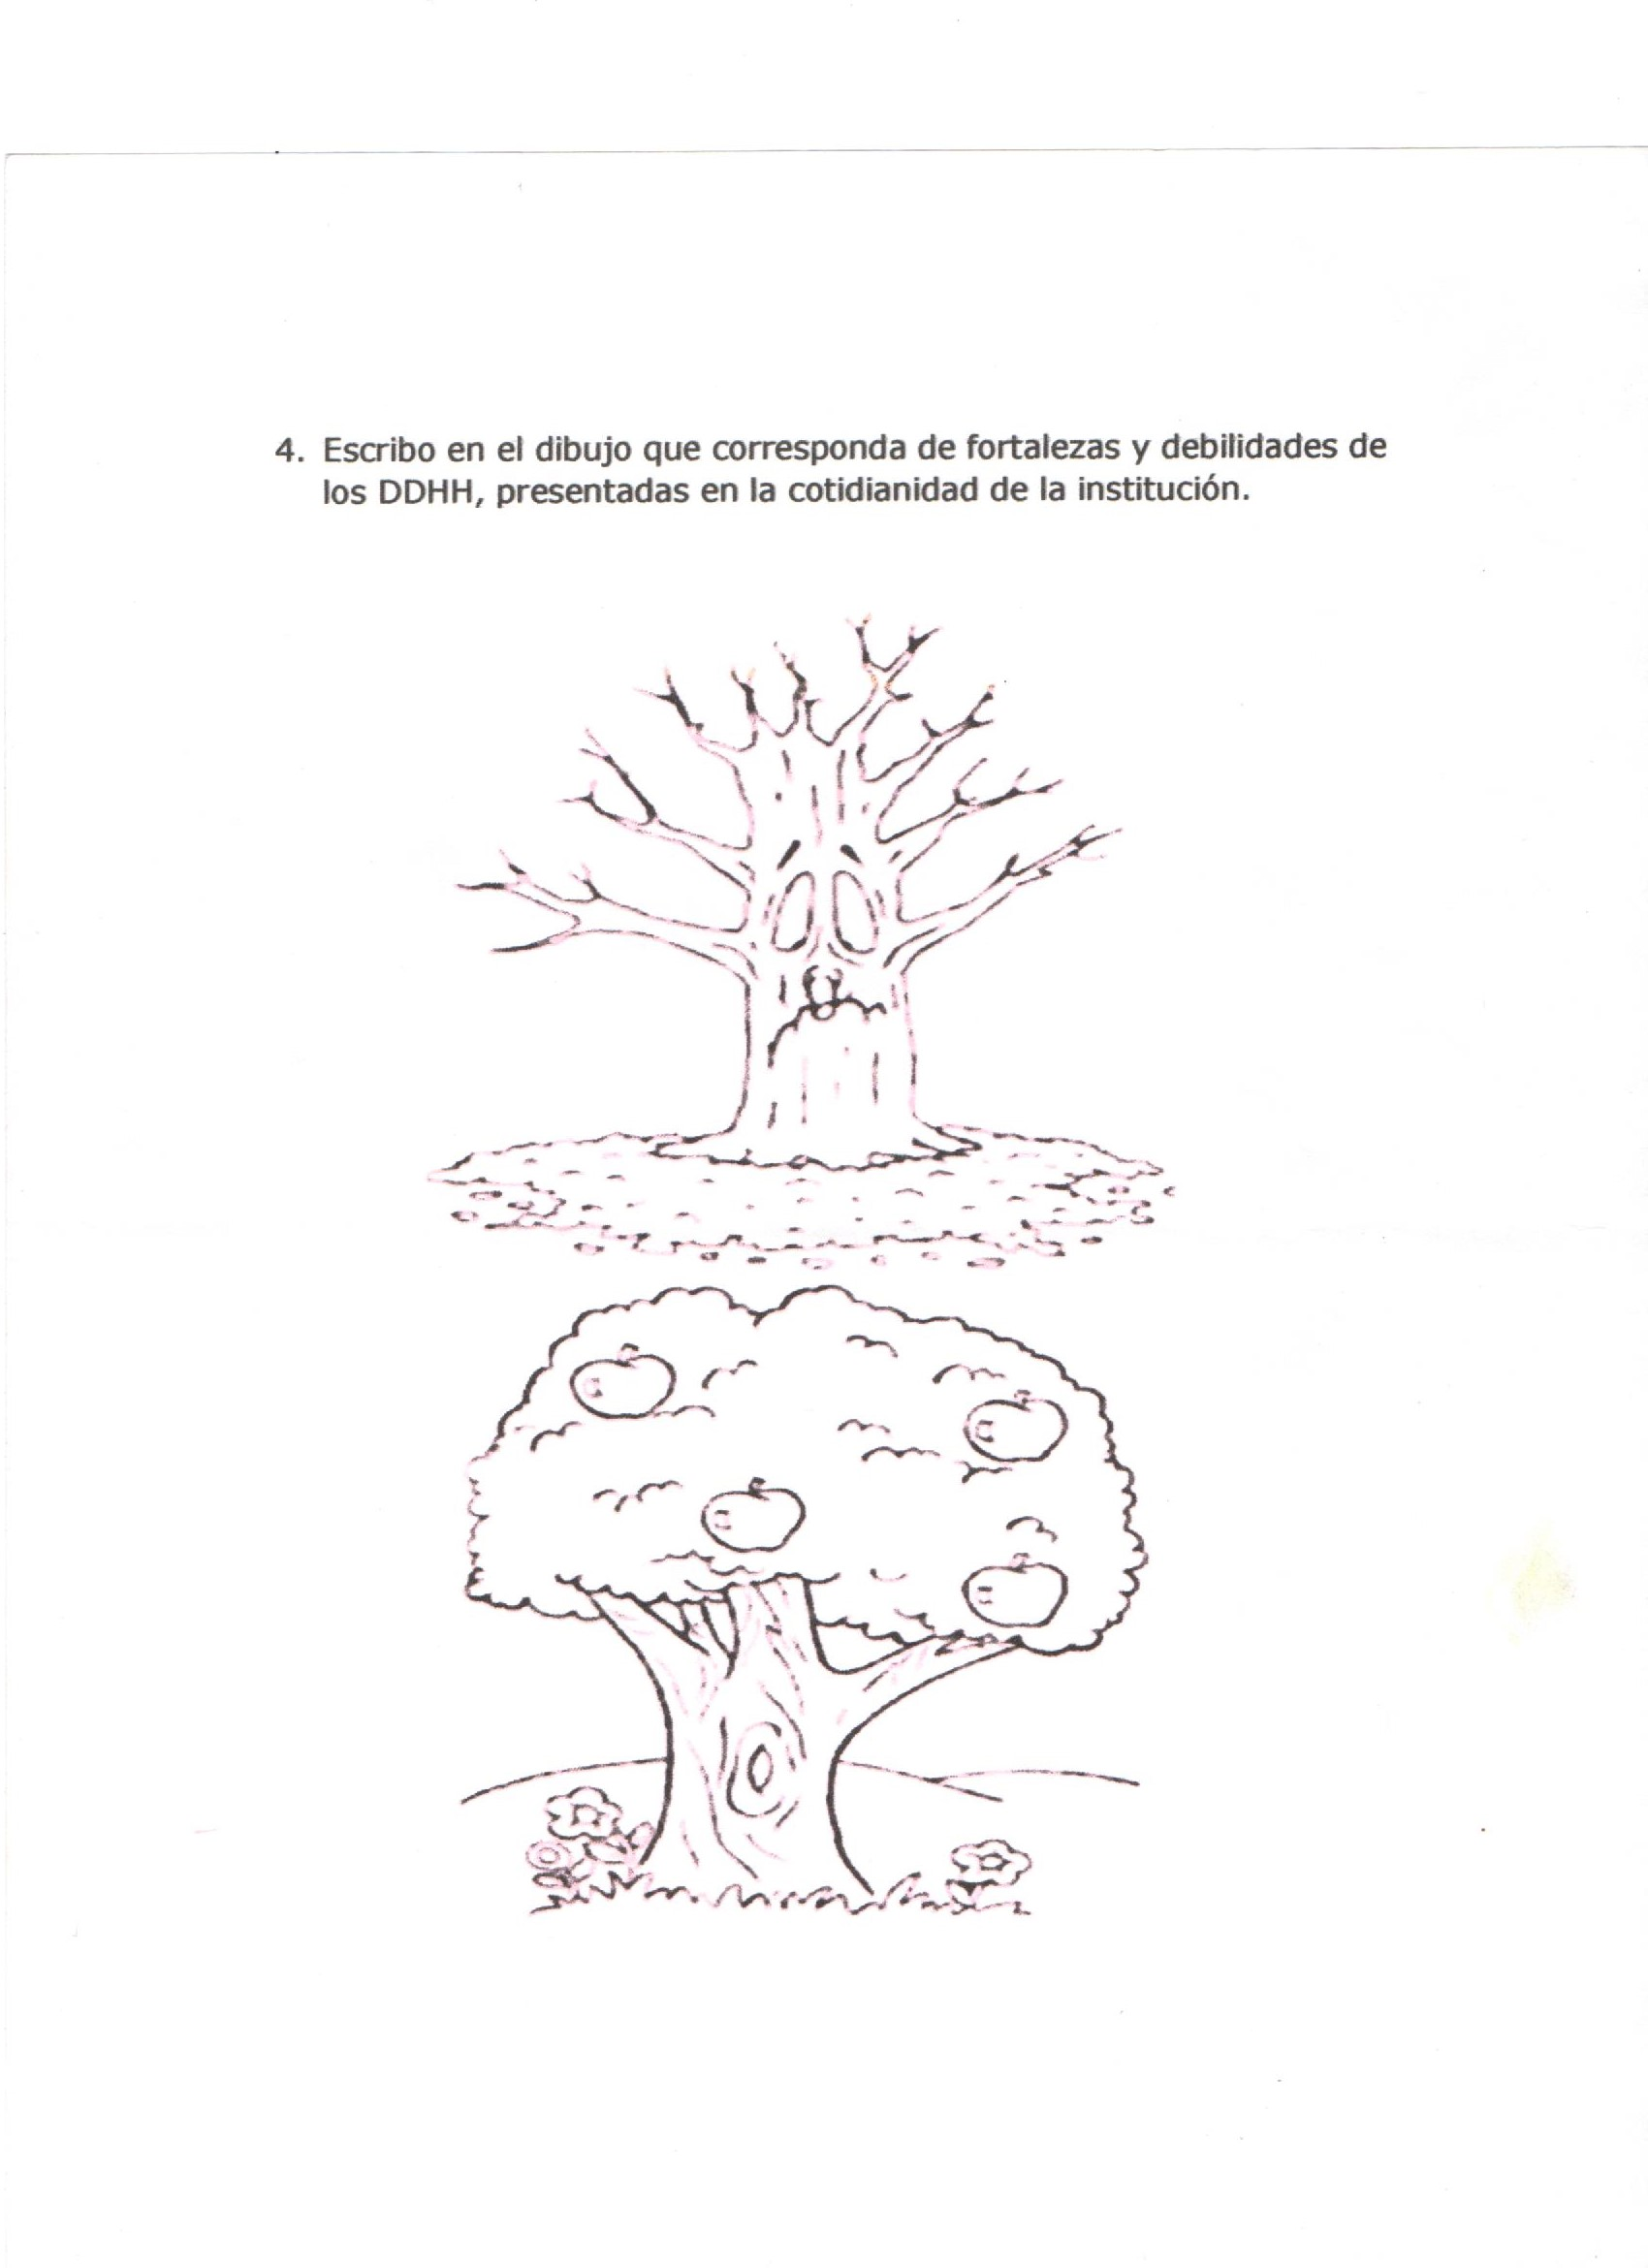 4. Escribo en el dibujo que corresponda de fortalezas y debilidades de
los DDHH, presentadas en la cotidianidad de la institución.